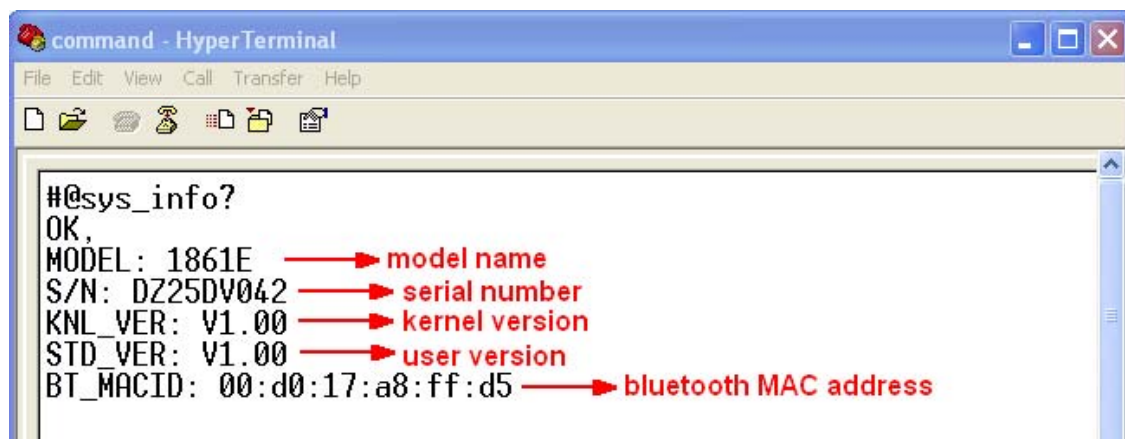 command - HyperTerminal
File Edit View Call Transfer Help
#@sys_info?
OK,
MODEL: 1861E model name
S/N: DZ25DV042 serial number
KNL_VER: V1.00 kernel version
STD_VER: V1.00 user version
BT_MACID: 00:d0:17:a8:ff:d5 bluetooth MAC address